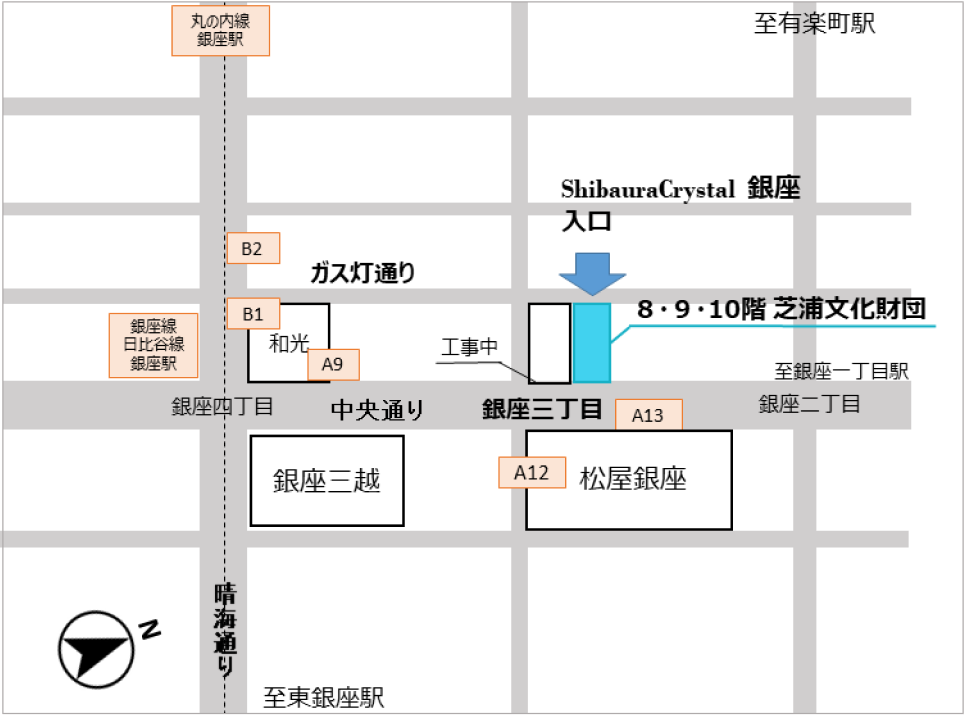 丸の内線
銀座駅
至有楽町駅
ShibauraCrystal 銀座
入口
B2
ガス灯通り
B1
銀座線
日比谷線
銀座駅
和光
A9
工事中
8・9・10階 芝浦文化財団
至銀座一丁目駅
銀座四丁目
中央通り
銀座三丁目
A13
銀座二丁目
銀座三越
A12
松屋銀座
晴海通り
N
至東銀座駅